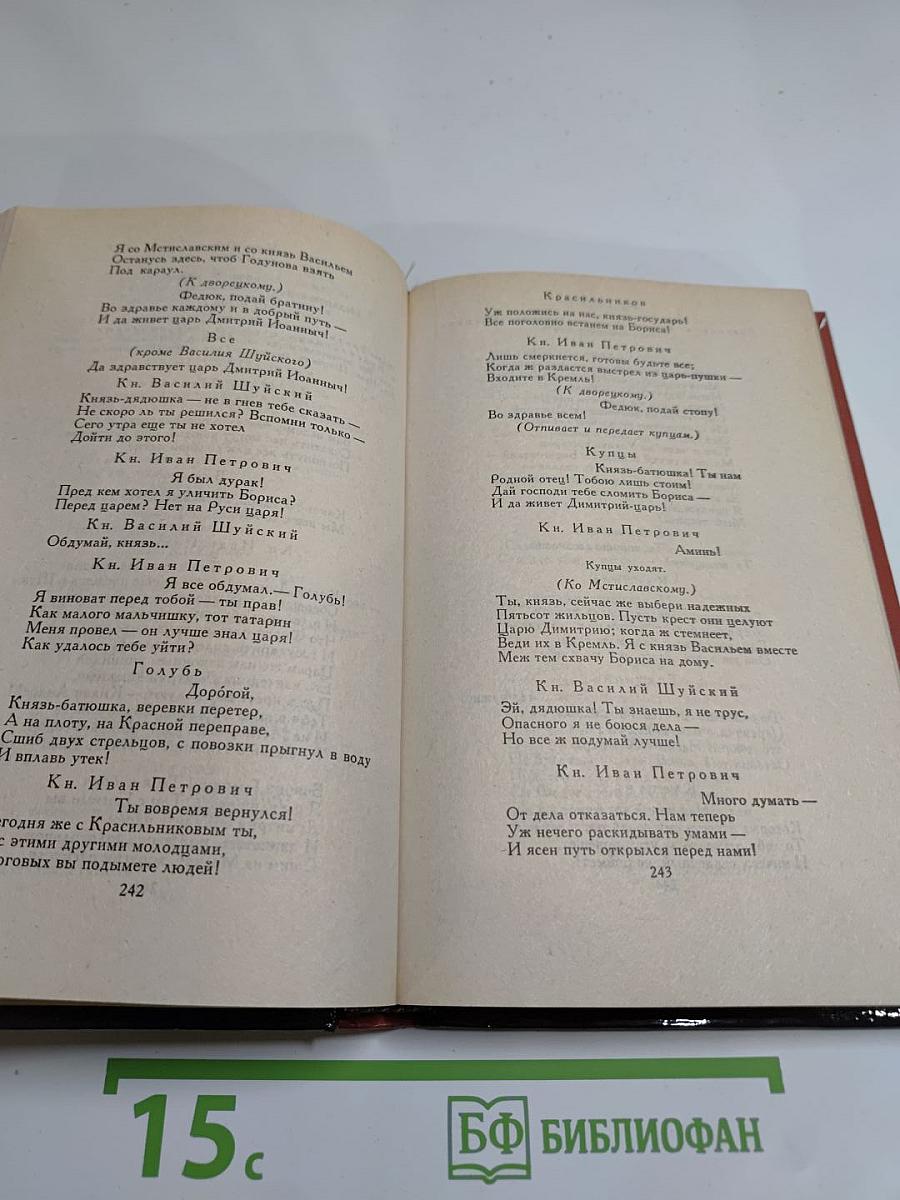 Я со Мстиславским и со князь Васильем
Останусь здесь, чтоб Годунова взять
Под караул.
(К дворецкому.)
Федюк, подай братину!
Во здравье каждому и в добрый путь —
И да живет царь Дмитрий Иоанныч!
Все
(кроме Василия Шуйского)
Да здравствует царь Дмитрий Иоанныч!
Кн. Василий Шуйский
Князь-дядюшка — не в гнев тебе сказать —
Не скоро ль ты решился? Вспомни только —
Сего утра еще ты не хотел
Дойти до этого!
Кн. Иван Петрович
Я был дурак!
Пред кем хотел я уличить Бориса?
Перед царем? Нет на Руси царя!
Кн. Василий Шуйский
Обдумай, князь...
Кн. Иван Петрович
Я все обдумал.— Голубь!
Я виноват перед тобой — ты прав!
Как малого мальчишку, тот татарин
Меня провел — он лучше знал царя!
Как удалось тебе уйти?
Голубь
Доро́гой,
Князь-батюшка, веревки перетер,
А на плоту, на Красной переправе,
Сшиб двух стрельцов, с повозки прыгнул в воду
И вплавь утек!
Кн. Иван Петрович
Ты вовремя вернулся!
егодня же с Красильниковым ты,
с этими другими молодцами,
орговых вы подымете людей!
242
Красильников
Уж положись на нас, князь-государь!
Все поголовно встанем на Бориса!
Кн. Иван Петрович
Лишь смеркнется, готовы будьте все;
Когда ж раздастся выстрел из царь-пушки —
Входите в Кремль!
(К дворецкому.)
Федюк, подай стопу!
Во здравье всем!
(Отпивает и передает купцам.)
Купцы
Князь-батюшка! Ты нам
Родной отец! Тобою лишь стоим!
Дай господи тебе сломить Бориса —
И да живет Димитрий-царь!
Кн. Иван Петрович
Аминь!
Купцы уходят.
(Ко Мстиславскому.)
Ты, князь, сейчас же выбери надежных
Пятьсот жильцов. Пусть крест они целуют
Царю Димитрию; когда ж стемнеет,
Веди их в Кремль. Я с князь Васильем вместе
Меж тем схвачу Бориса на дому.
Кн. Василий Шуйский
Эй, дядюшка! Ты знаешь, я не трус,
Опасного я не боюся дела —
Но все ж подумай лучше!
Кн. Иван Петрович
Много думать —
От дела отказаться. Нам теперь
Уж нечего раскидывать умами —
И ясен путь открылся перед нами!
243
15 с
БФ БИБЛИОФАН